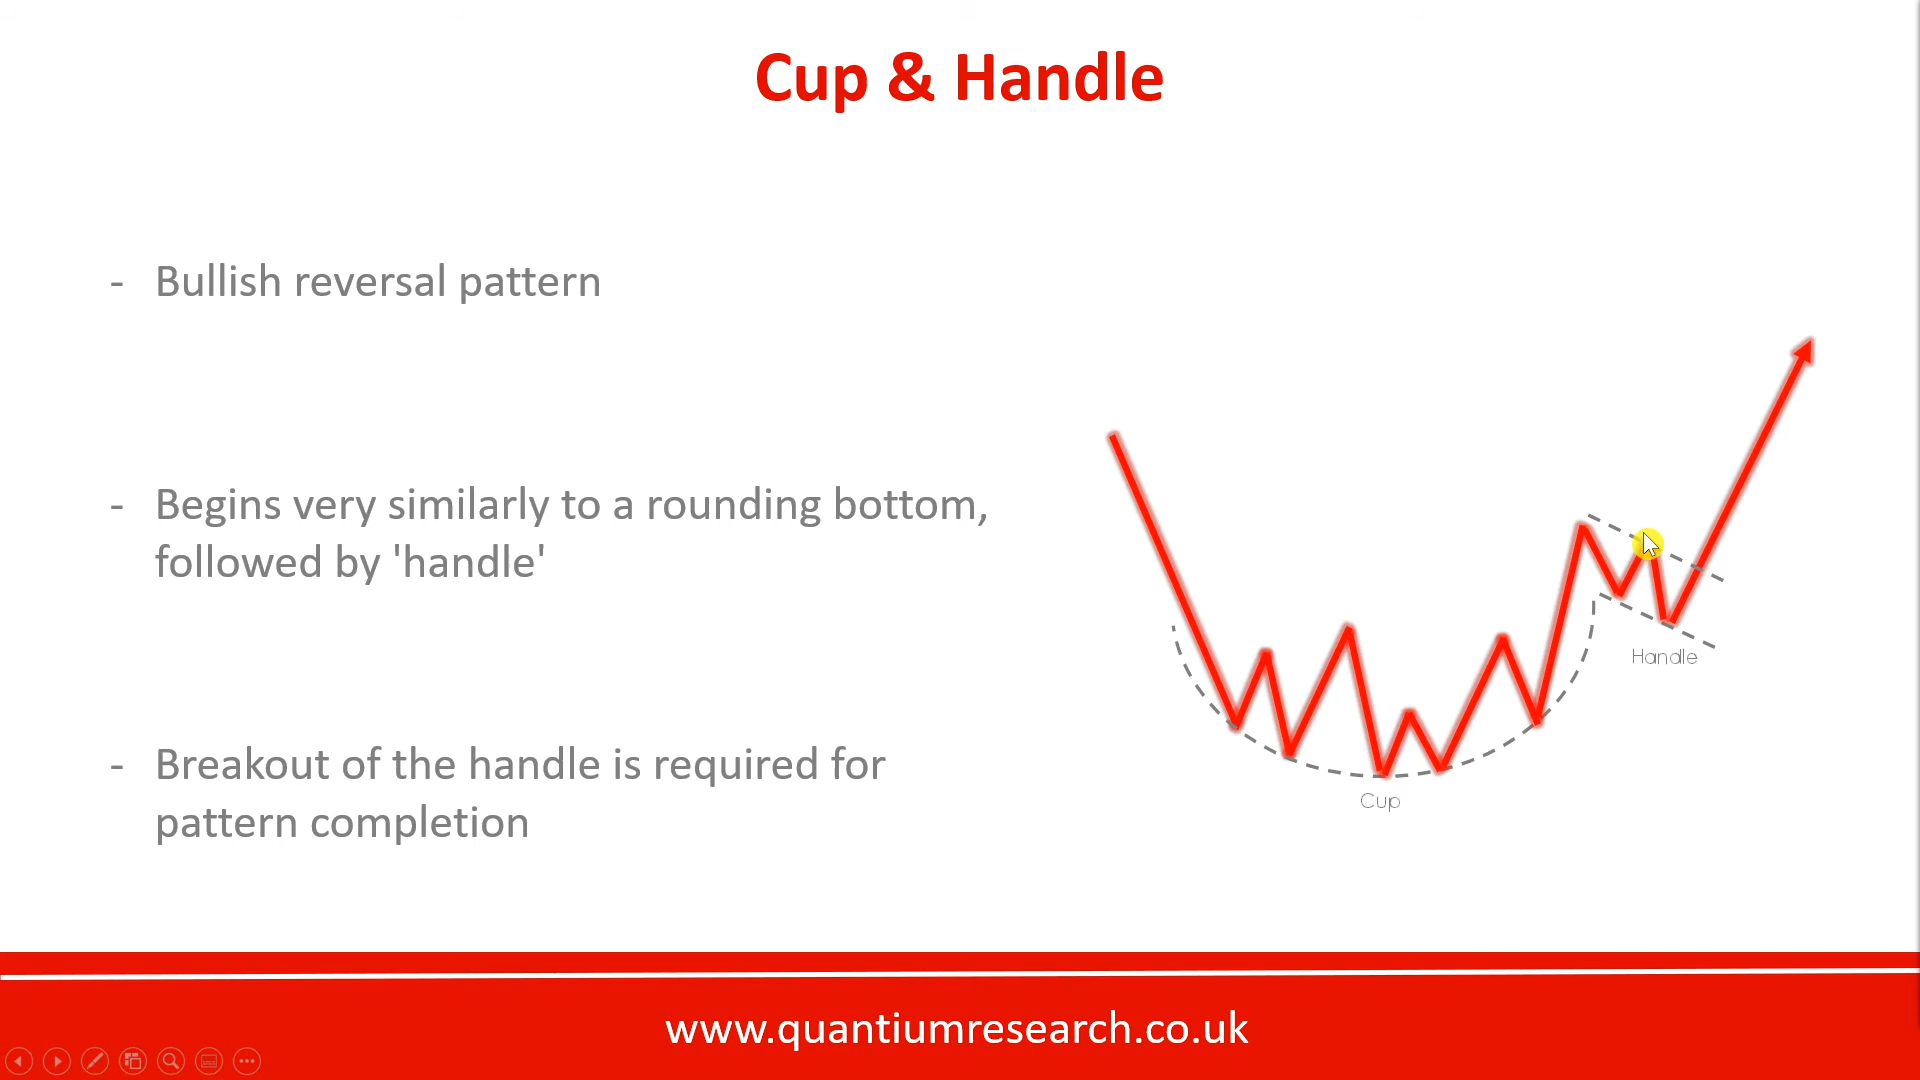 Cup & Handle
- Bullish reversal pattern
- Begins very similarly to a rounding bottom,
followed by 'handle'
- Breakout of the handle is required for
pattern completion
Handle
Cup
www.quantiumresearch.co.uk